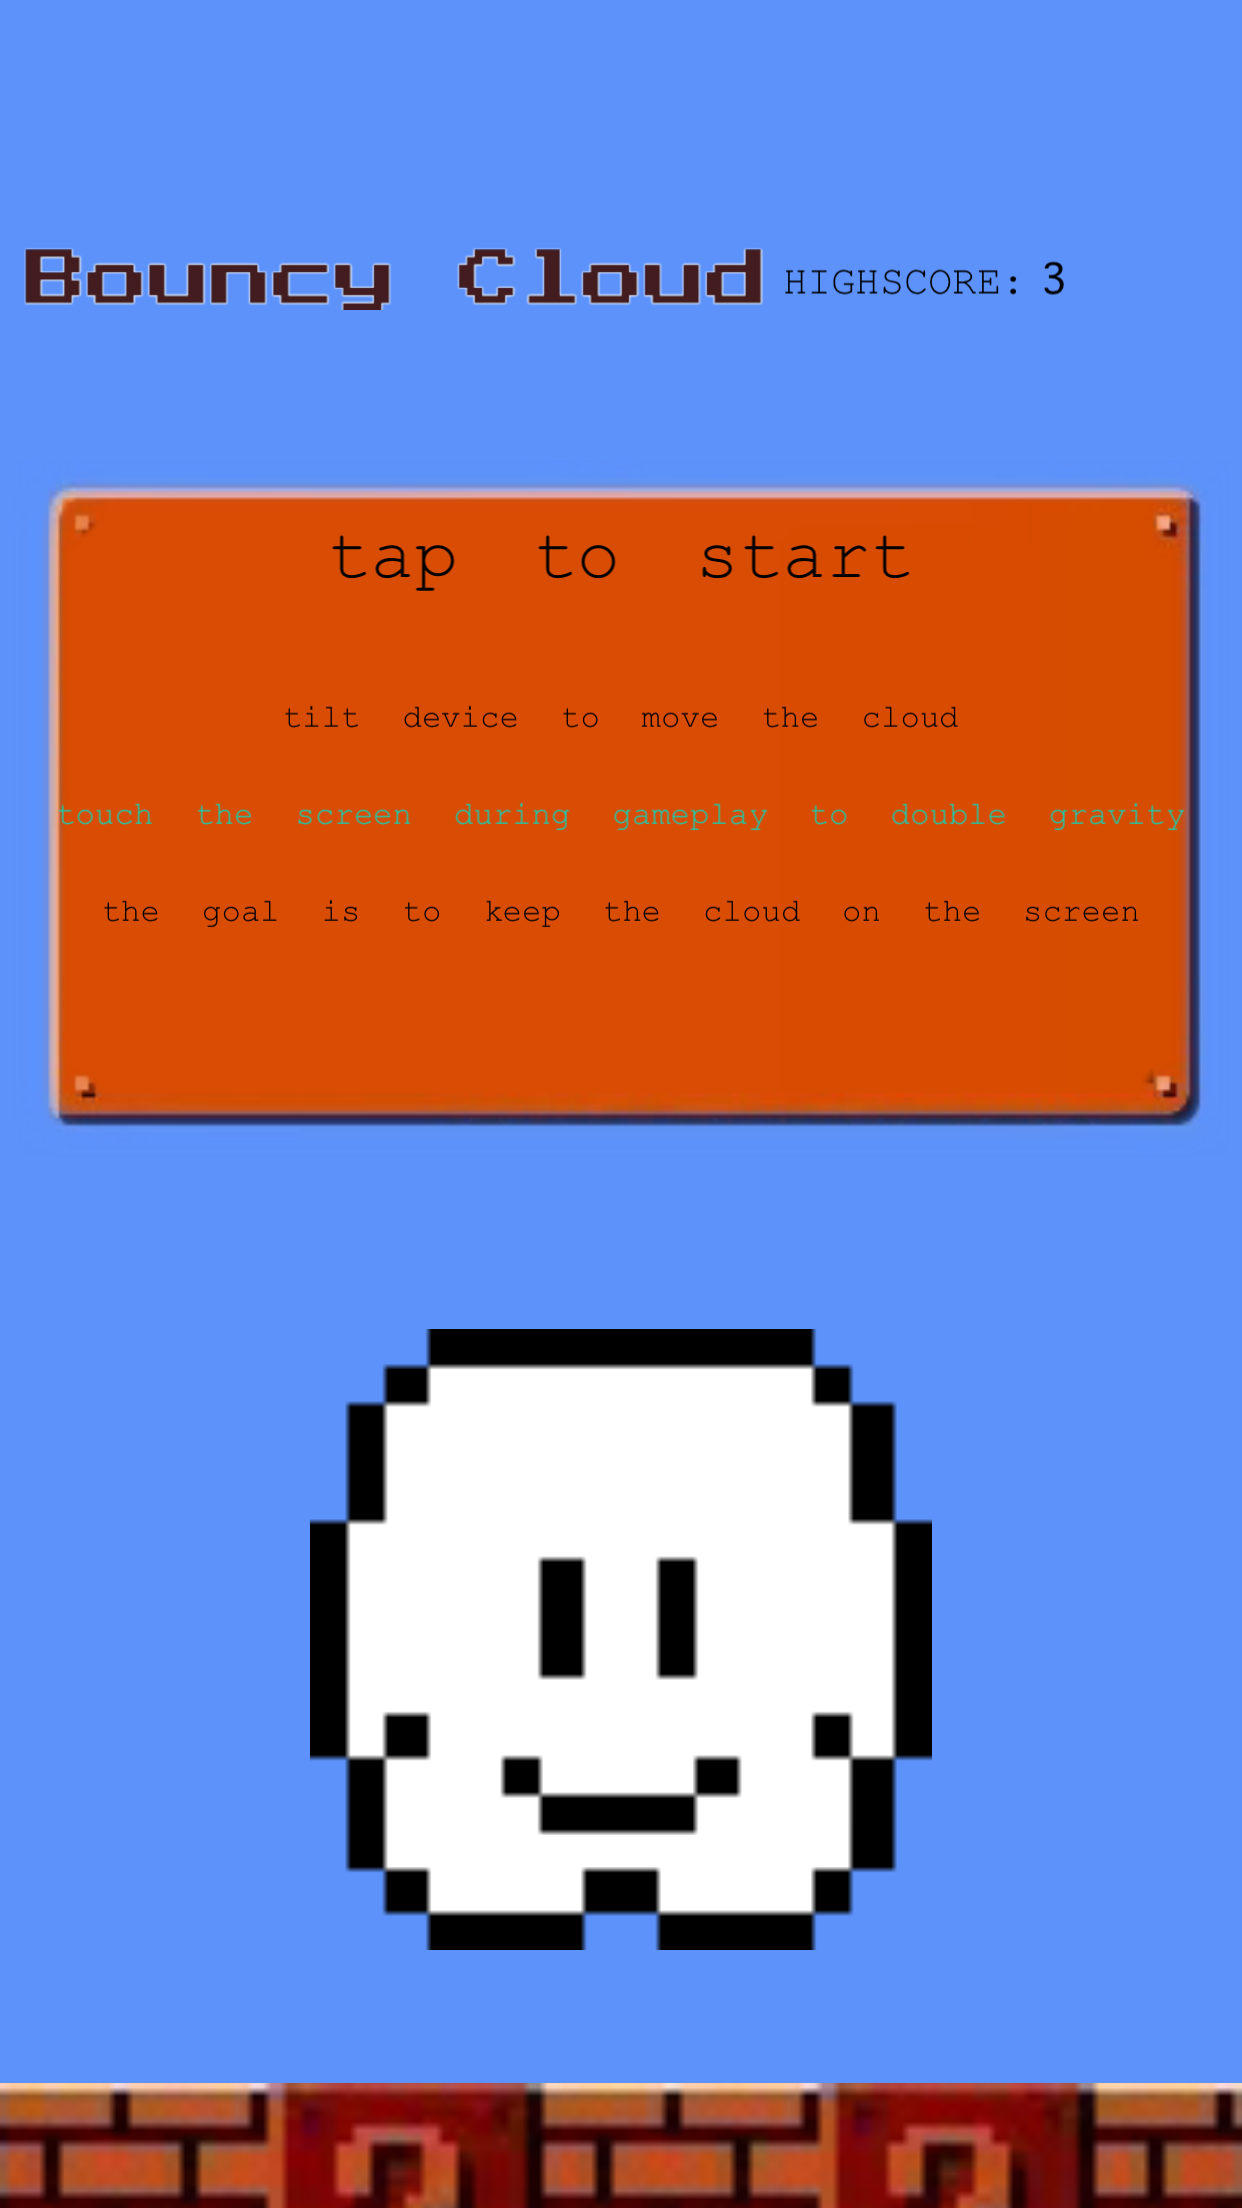 Bouncy Cloud HIGHSCORE: 3
tap to start
tilt device to move the cloud
touch the screen during gameplay to double gravity
the goal is to keep the cloud on the screen
? ?